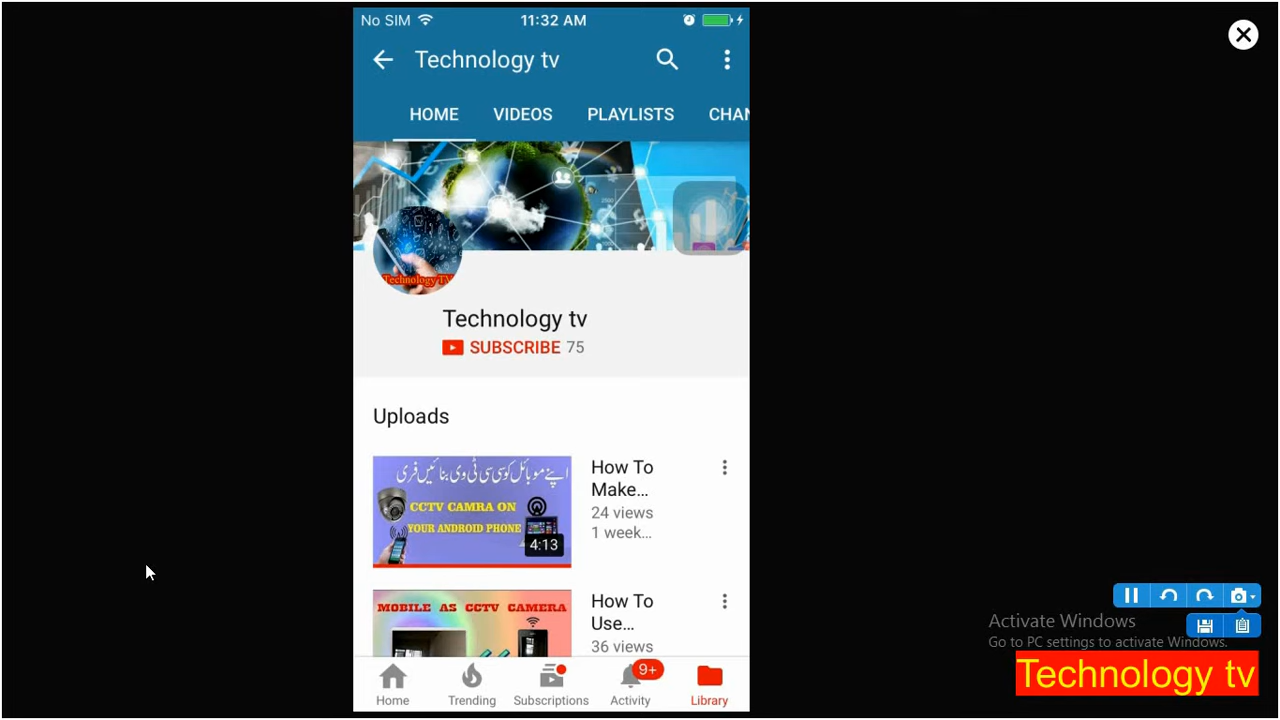 No SIM 11:32 AM
Technology tv
HOME VIDEOS PLAYLISTS CHAN
Technology TV
Technology tv
SUBSCRIBE 75
Uploads
اپنے موبائل کو سی سی ٹی وی بنائیں فری
CCTV CAMRA ON
YOUR ANDROID PHONE
4:13
How To
Make...
24 views
1 week...
MOBILE AS CCTV CAMERA
How To
Use...
36 views
9+
Home Trending Subscriptions Activity Library
Activate Windows
Go to PC settings to activate Windows.
Technology tv